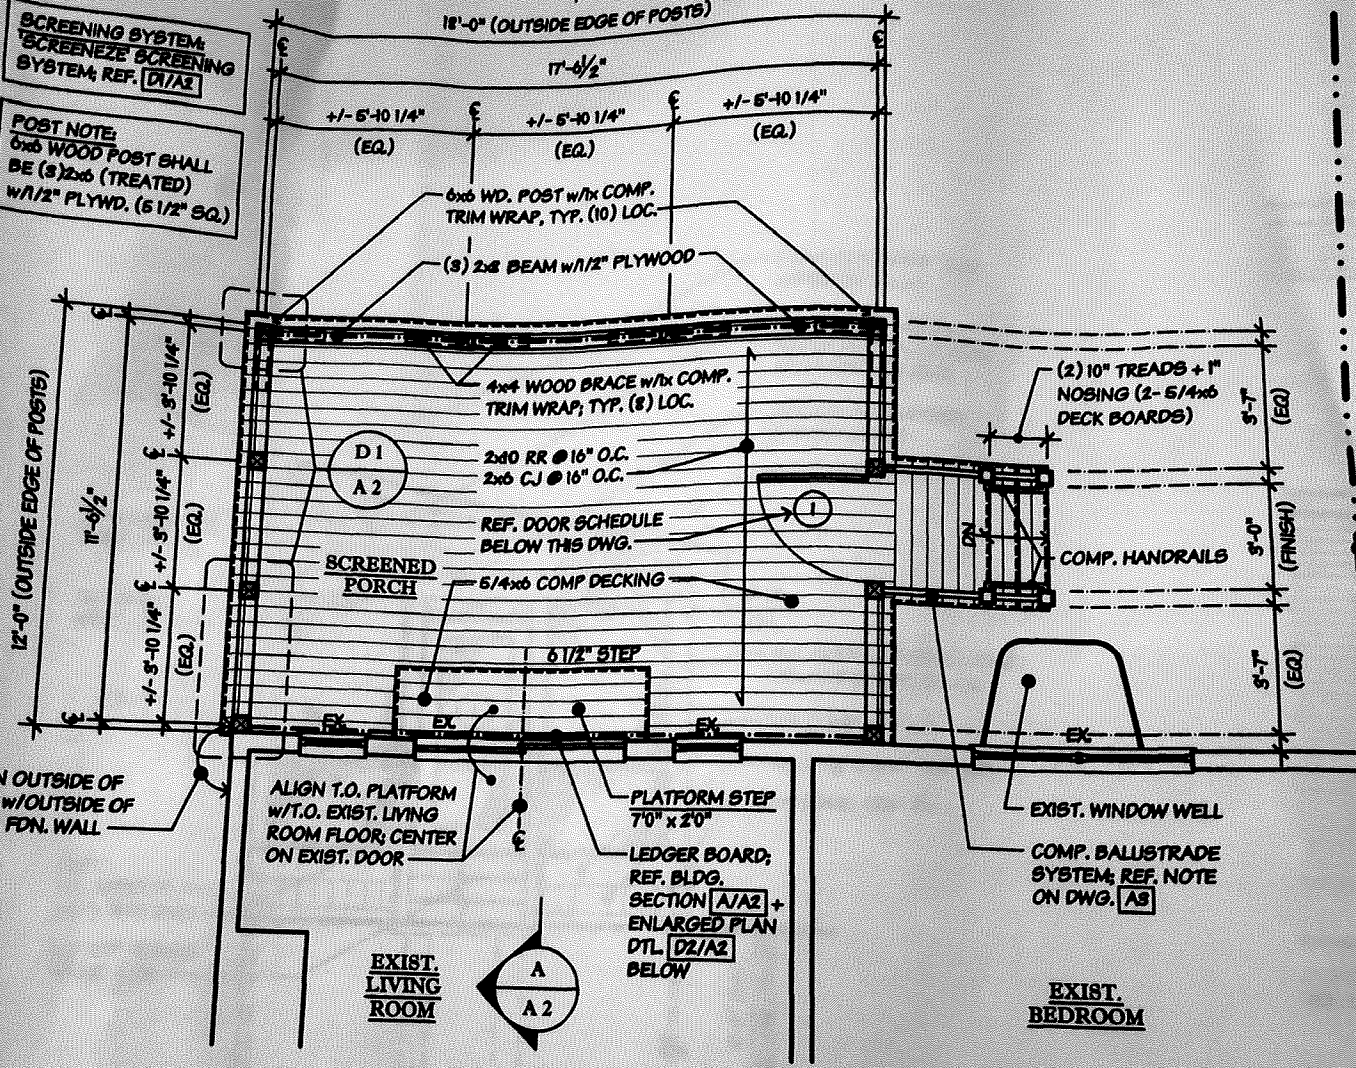 SCREENING SYSTEM:
'SCREENEZE' SCREENING
SYSTEM; REF. D1/A2
POST NOTE:
6x6 WOOD POST SHALL
BE (3)2x6 (TREATED)
w/1/2" PLYWD. (5 1/2" SQ.)
18'-0" (OUTSIDE EDGE OF POSTS)
17'-6 1/2"
+/- 5'-10 1/4"
(EQ.)
+/- 5'-10 1/4"
(EQ.)
+/- 5'-10 1/4"
(EQ.)
6x6 WD. POST w/1x COMP.
TRIM WRAP, TYP. (10) LOC.
(3) 2x8 BEAM w/1/2" PLYWOOD
4x4 WOOD BRACE w/1x COMP.
TRIM WRAP; TYP. (8) LOC.
2x10 RR @ 16" O.C.
2x6 CJ @ 16" O.C.
REF. DOOR SCHEDULE
BELOW THIS DWG.
1
D 1
A 2
SCREENED
PORCH
5/4x6 COMP DECKING
6 1/2" STEP
12'-0" (OUTSIDE EDGE OF POSTS)
11'-6 1/2"
+/- 3'-10 1/4"
(EQ.)
+/- 3'-10 1/4"
(EQ.)
+/- 3'-10 1/4"
(EQ.)
(2) 10" TREADS + 1"
NOSING (2- 5/4x6
DECK BOARDS)
3'-7"
(EQ)
3'-0"
(FINISH)
3'-7"
(EQ)
DN
COMP. HANDRAILS
EX.
EX.
EX.
EX.
N OUTSIDE OF
w/OUTSIDE OF
FDN. WALL
ALIGN T.O. PLATFORM
w/T.O. EXIST. LIVING
ROOM FLOOR; CENTER
ON EXIST. DOOR
PLATFORM STEP
7'0" x 2'0"
LEDGER BOARD;
REF. BLDG.
SECTION A/A2 +
ENLARGED PLAN
DTL. D2/A2
BELOW
EXIST. WINDOW WELL
COMP. BALUSTRADE
SYSTEM; REF. NOTE
ON DWG. A3
EXIST.
LIVING
ROOM
A
A 2
EXIST.
BEDROOM